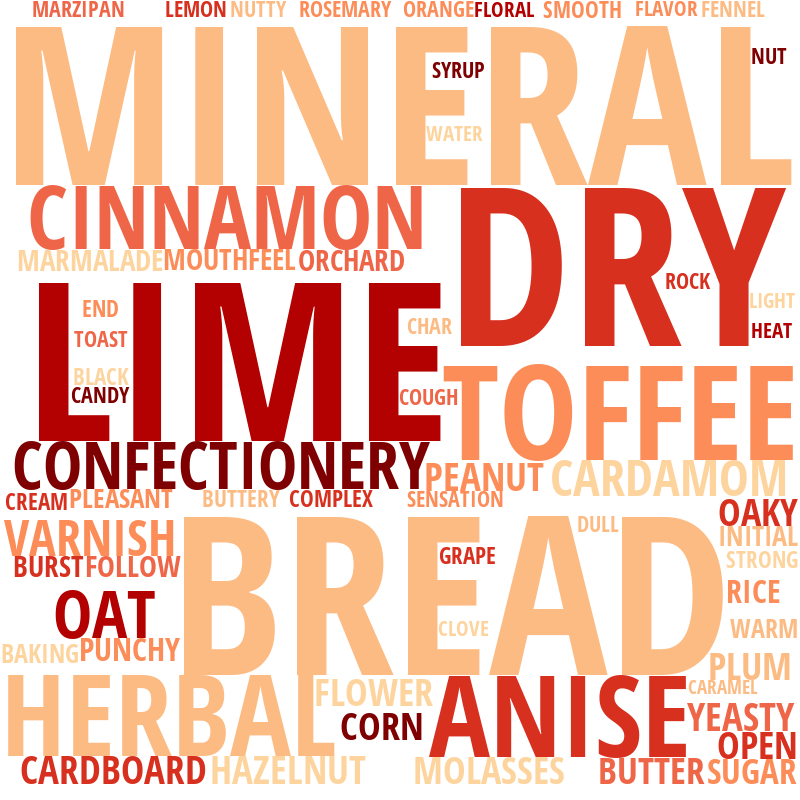 MARZIPAN LEMON NUTTY ROSEMARY ORANGE FLORAL SMOOTH FLAVOR FENNEL
MINERAL
NUT
SYRUP
WATER
CINNAMON
DRY
MARMALADE MOUTHFEEL ORCHARD
ROCK
LIGHT
LIME
END
CHAR
HEAT
TOAST
BLACK
CANDY
COUGH
TOFFEE
CONFECTIONERY
PEANUT
CARDAMOM
CREAM PLEASANT BUTTERY COMPLEX SENSATION
OAKY
VARNISH
BREAD
DULL
INITIAL
GRAPE
STRONG
BURST FOLLOW
RICE
OAT
CLOVE
WARM
BAKING PUNCHY
PLUM
HERBAL
FLOWER
ANISE
CARAMEL
CORN
YEASTY
OPEN
CARDBOARD HAZELNUT MOLASSES BUTTER SUGAR